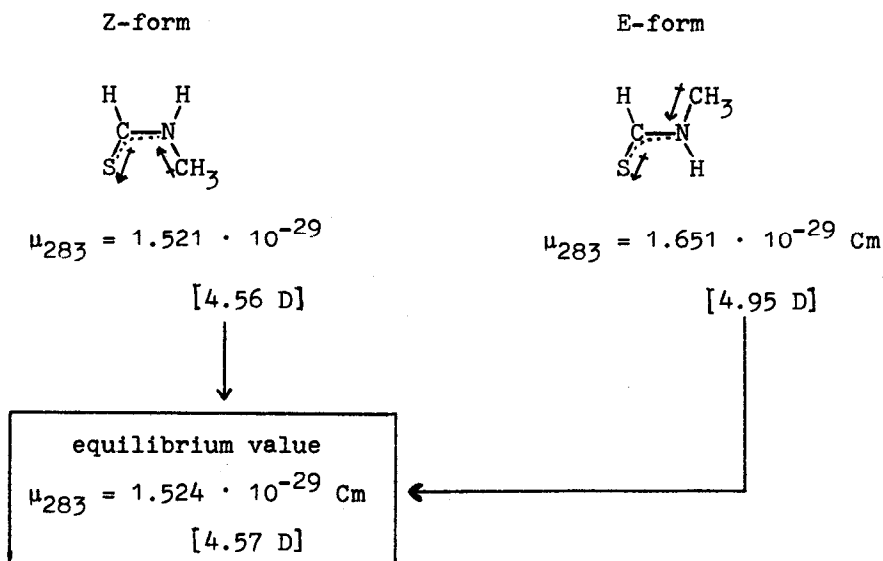 Z-form
E-form
H H
C N
S CH₃
H CH₃
C N
S H
μ₂₈₃ = 1.521 · 10⁻²⁹
[4.56 D]
μ₂₈₃ = 1.651 · 10⁻²⁹ Cm
[4.95 D]
equilibrium value
μ₂₈₃ = 1.524 · 10⁻²⁹ Cm
[4.57 D]